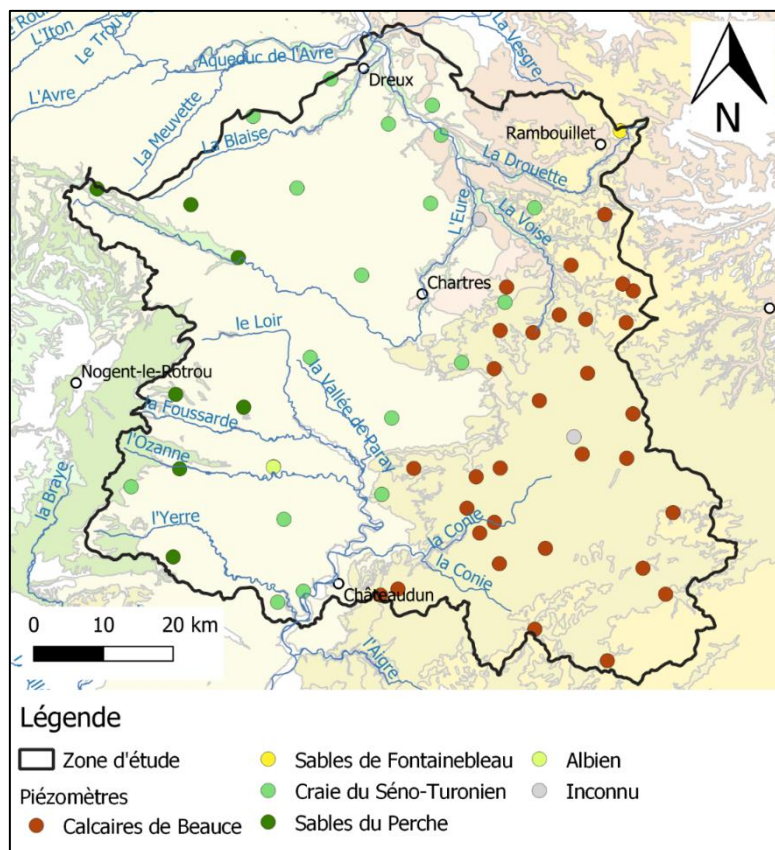 La Vesgre
Le Rou
L'Iton
Le Trou
Aqueduc de l'Avre
Dreux
L'Avre
La Meuvette
La Blaise
N
Rambouillet
La Drouette
L'Eure
La Voise
Chartres
le Loir
Nogent-le-Rotrou
la Vallée de Paray
la Foussarde
l'Ozanne
la Braye
l'Yerre
la Conie
la Conie
Châteaudun
0 10 20 km
l'Aigre
Légende
Zone d'étude
Piézomètres
Calcaires de Beauce
Sables de Fontainebleau
Craie du Séno-Turonien
Sables du Perche
Albien
Inconnu